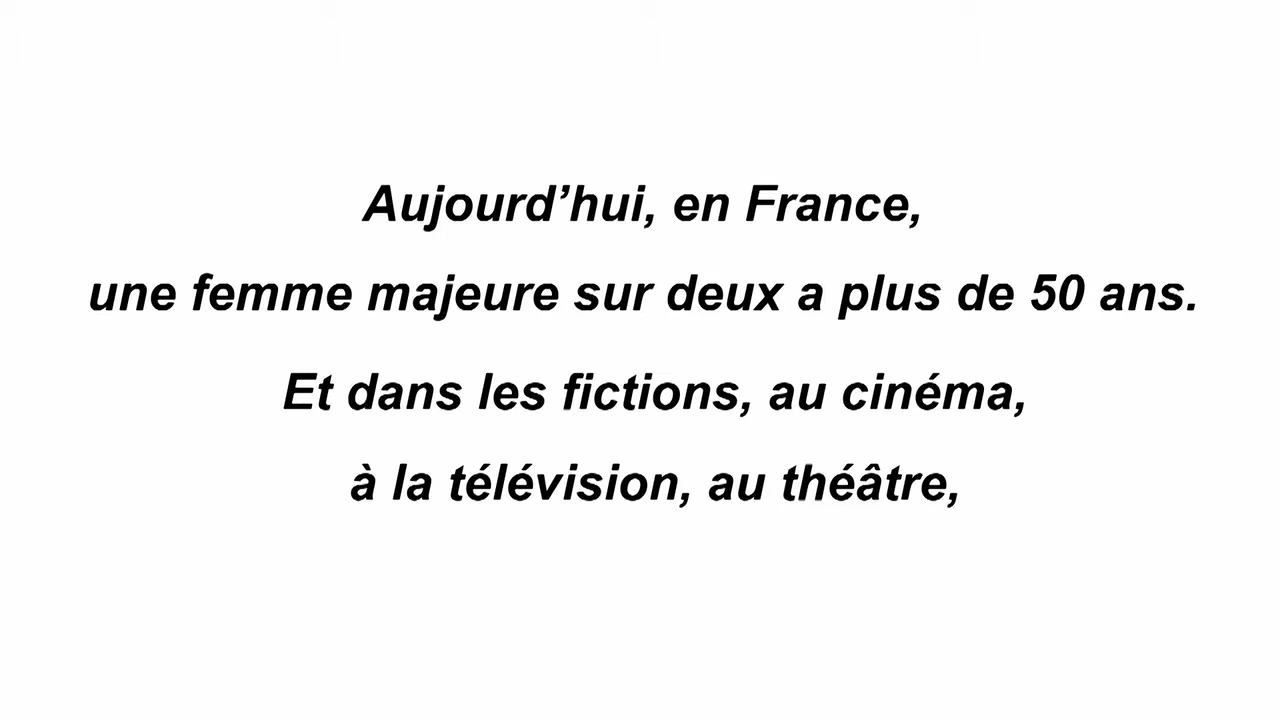 Aujourd’hui, en France,
une femme majeure sur deux a plus de 50 ans.
Et dans les fictions, au cinéma,
à la télévision, au théâtre,